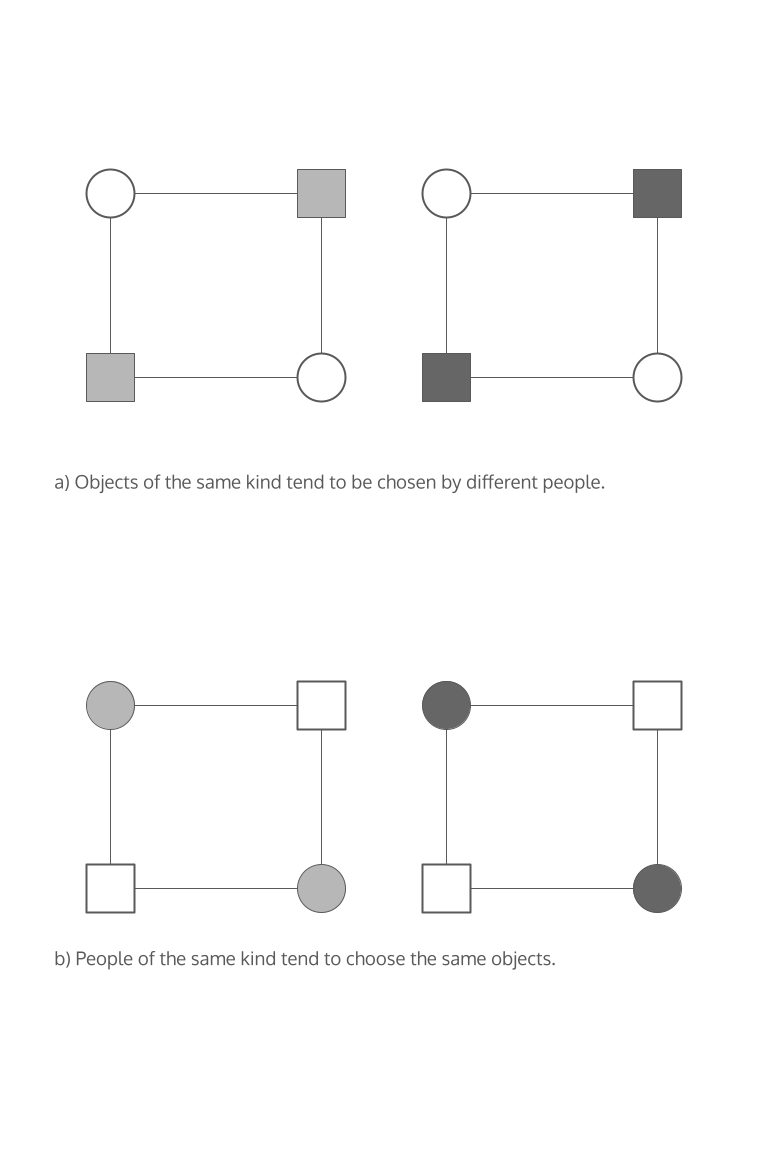 a) Objects of the same kind tend to be chosen by different people.
b) People of the same kind tend to choose the same objects.